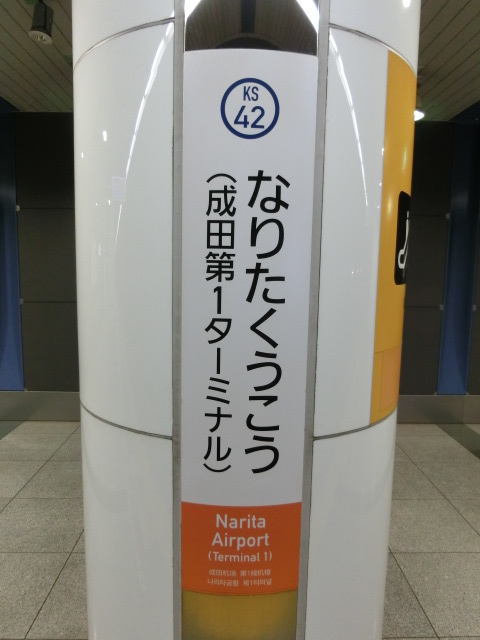 KS
42
なりたくうこう
（成田第1ターミナル）
Narita
Airport
(Terminal 1)
成田机场 第1候机楼
나리타공항 제1터미널